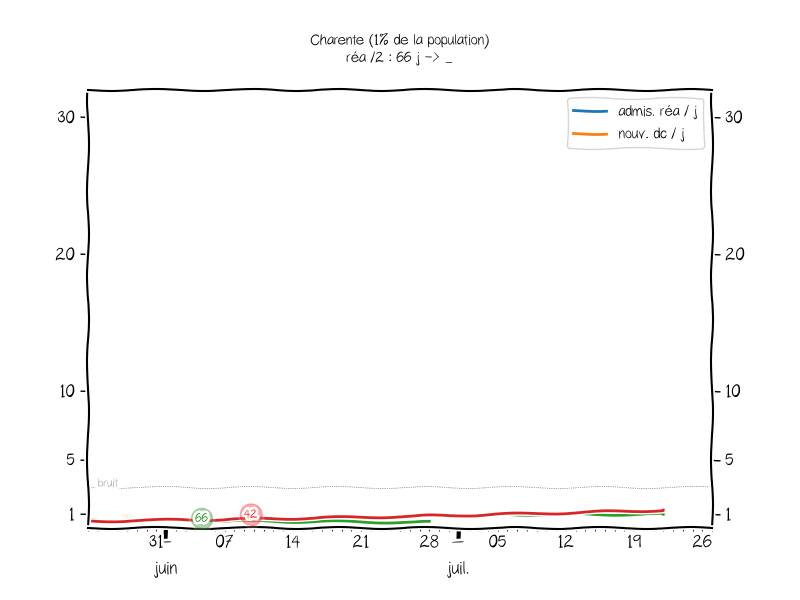 Charente (1% de la population)
réa /2 : 66 j -> _
30
20
10
5
1
admis. réa / j
nouv. dc / j
30
20
10
5
1
bruit
66
42
31 07 14 21 28 05 12 19 26
juin juil.